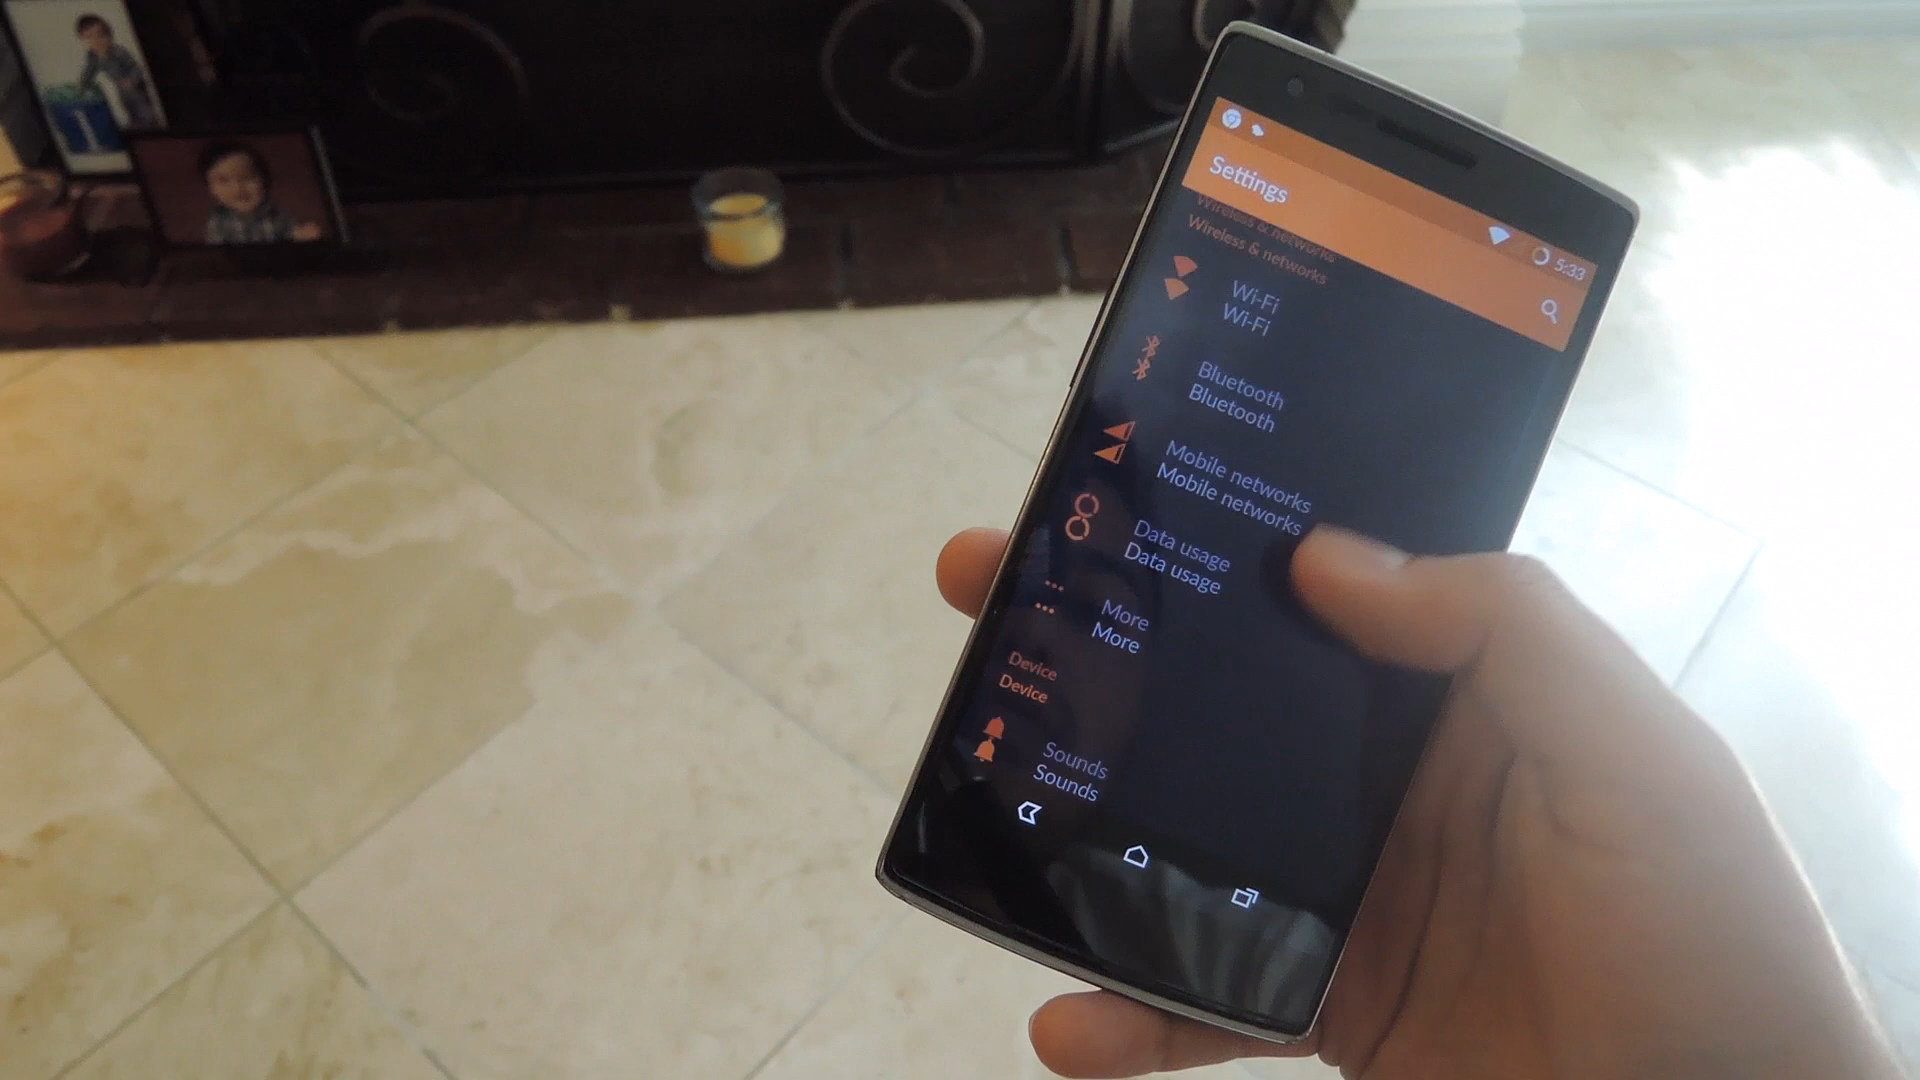 5:33
Settings
Wireless & networks
Wireless & networks
Wi-Fi
Wi-Fi
Bluetooth
Bluetooth
Mobile networks
Mobile networks
Data usage
Data usage
More
More
Device
Device
Sounds
Sounds